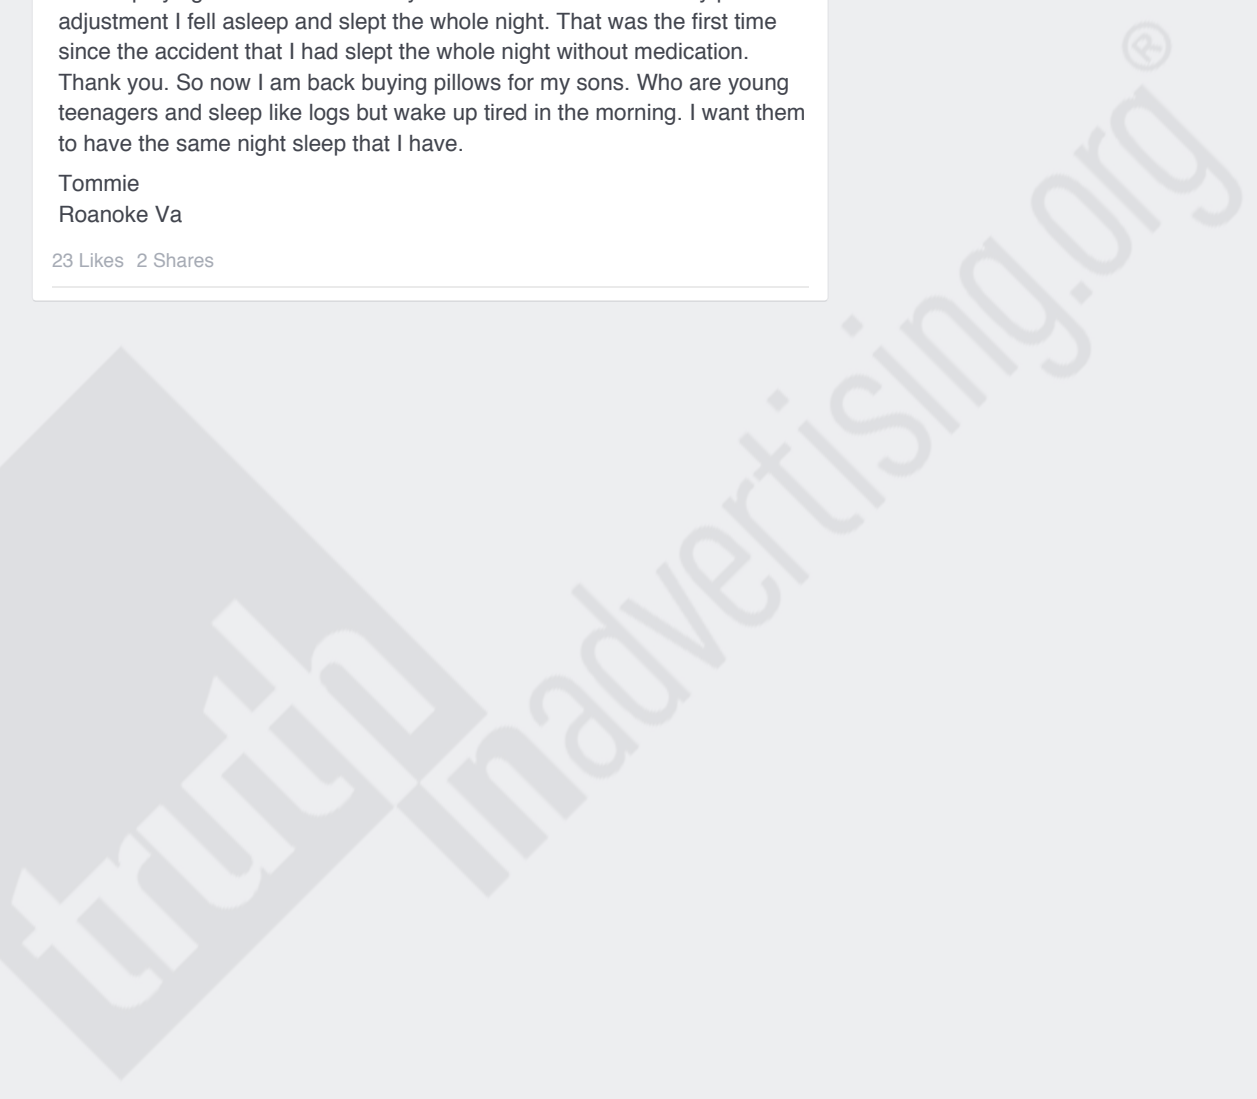 adjustment I fell asleep and slept the whole night. That was the first time
since the accident that I had slept the whole night without medication.
Thank you. So now I am back buying pillows for my sons. Who are young
teenagers and sleep like logs but wake up tired in the morning. I want them
to have the same night sleep that I have.
Tommie
Roanoke Va
23 Likes 2 Shares
truth
inadvertising.org®